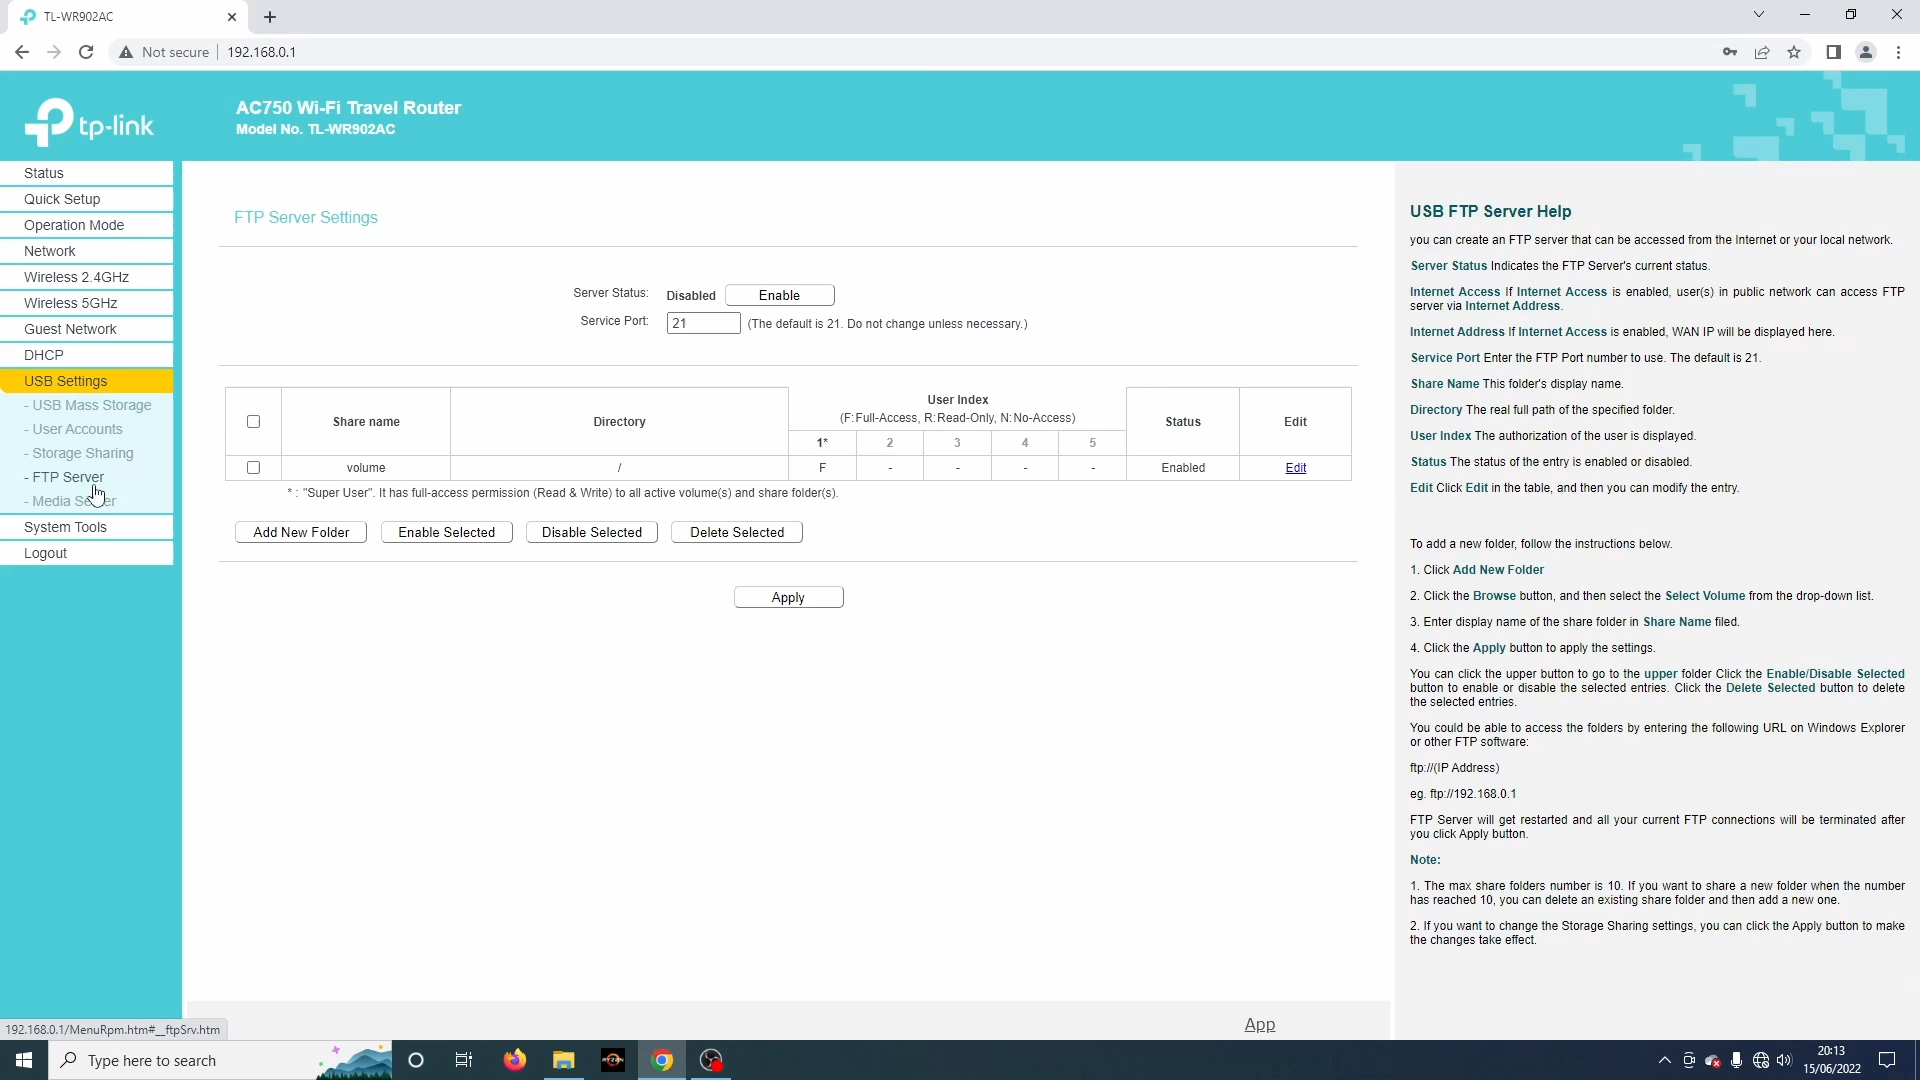 TL-WR902AC
Not secure
192.168.0.1
tp-link
AC750 Wi-Fi Travel Router
Model No. TL-WR902AC
Status
Quick Setup
Operation Mode
Network
Wireless 2.4GHz
Wireless 5GHz
Guest Network
DHCP
USB Settings
- USB Mass Storage
- User Accounts
- Storage Sharing
- FTP Server
- Media Server
System Tools
Logout
FTP Server Settings
Server Status: Disabled Enable
Service Port: 21 (The default is 21. Do not change unless necessary.)
Share name Directory User Index Status Edit
(F:Full-Access, R:Read-Only, N:No-Access)
1* 2 3 4 5
volume / F - - - - Enabled Edit
* : "Super User". It has full-access permission (Read & Write) to all active volume(s) and share folder(s).
Add New Folder Enable Selected Disable Selected Delete Selected
Apply
App
USB FTP Server Help
you can create an FTP server that can be accessed from the Internet or your local network.
Server Status Indicates the FTP Server's current status.
Internet Access If Internet Access is enabled, user(s) in public network can access FTP
server via Internet Address.
Internet Address If Internet Access is enabled, WAN IP will be displayed here.
Service Port Enter the FTP Port number to use. The default is 21.
Share Name This folder's display name.
Directory The real full path of the specified folder.
User Index The authorization of the user is displayed.
Status The status of the entry is enabled or disabled.
Edit Click Edit in the table, and then you can modify the entry.
To add a new folder, follow the instructions below.
1. Click Add New Folder
2. Click the Browse button, and then select the Select Volume from the drop-down list.
3. Enter display name of the share folder in Share Name filed.
4. Click the Apply button to apply the settings.
You can click the upper button to go to the upper folder Click the Enable/Disable Selected
button to enable or disable the selected entries. Click the Delete Selected button to delete
the selected entries.
You could be able to access the folders by entering the following URL on Windows Explorer
or other FTP software:
ftp://(IP Address)
eg. ftp://192.168.0.1
FTP Server will get restarted and all your current FTP connections will be terminated after
you click Apply button.
Note:
1. The max share folders number is 10. If you want to share a new folder when the number
has reached 10, you can delete an existing share folder and then add a new one.
2. If you want to change the Storage Sharing settings, you can click the Apply button to make
the changes take effect.
192.168.0.1/MenuRpm.htm#__ftpSrv.htm
Type here to search
RYZEN
20:13
15/06/2022